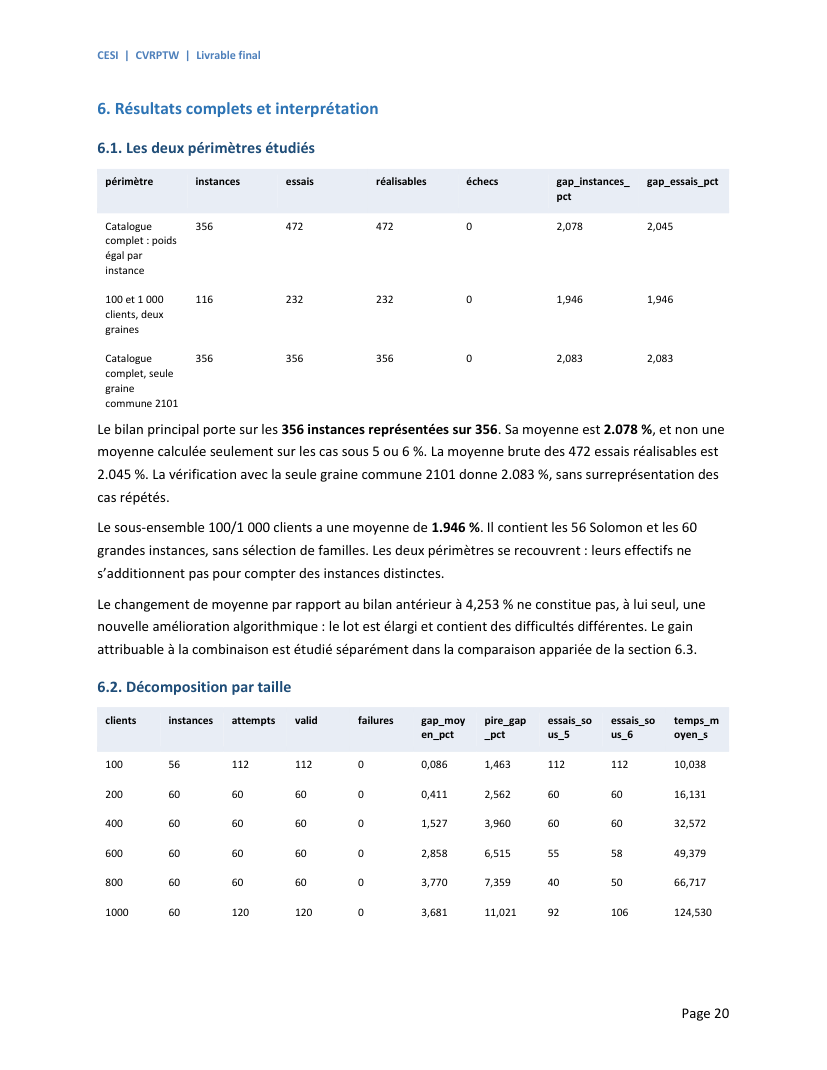 CESI | CVRPTW | Livrable final
6. Résultats complets et interprétation
6.1. Les deux périmètres étudiés
périmètre instances essais réalisables échecs gap_instances_ gap_essais_pct
pct
Catalogue 356 472 472 0 2,078 2,045
complet : poids
égal par
instance
100 et 1 000 116 232 232 0 1,946 1,946
clients, deux
graines
Catalogue 356 356 356 0 2,083 2,083
complet, seule
graine
commune 2101
Le bilan principal porte sur les 356 instances représentées sur 356. Sa moyenne est 2.078 %, et non une
moyenne calculée seulement sur les cas sous 5 ou 6 %. La moyenne brute des 472 essais réalisables est
2.045 %. La vérification avec la seule graine commune 2101 donne 2.083 %, sans surreprésentation des
cas répétés.
Le sous-ensemble 100/1 000 clients a une moyenne de 1.946 %. Il contient les 56 Solomon et les 60
grandes instances, sans sélection de familles. Les deux périmètres se recouvrent : leurs effectifs ne
s’additionnent pas pour compter des instances distinctes.
Le changement de moyenne par rapport au bilan antérieur à 4,253 % ne constitue pas, à lui seul, une
nouvelle amélioration algorithmique : le lot est élargi et contient des difficultés différentes. Le gain
attribuable à la combinaison est étudié séparément dans la comparaison appariée de la section 6.3.
6.2. Décomposition par taille
clients instances attempts valid failures gap_moy pire_gap essais_so essais_so temps_m
en_pct _pct us_5 us_6 oyen_s
100 56 112 112 0 0,086 1,463 112 112 10,038
200 60 60 60 0 0,411 2,562 60 60 16,131
400 60 60 60 0 1,527 3,960 60 60 32,572
600 60 60 60 0 2,858 6,515 55 58 49,379
800 60 60 60 0 3,770 7,359 40 50 66,717
1000 60 120 120 0 3,681 11,021 92 106 124,530
Page 20